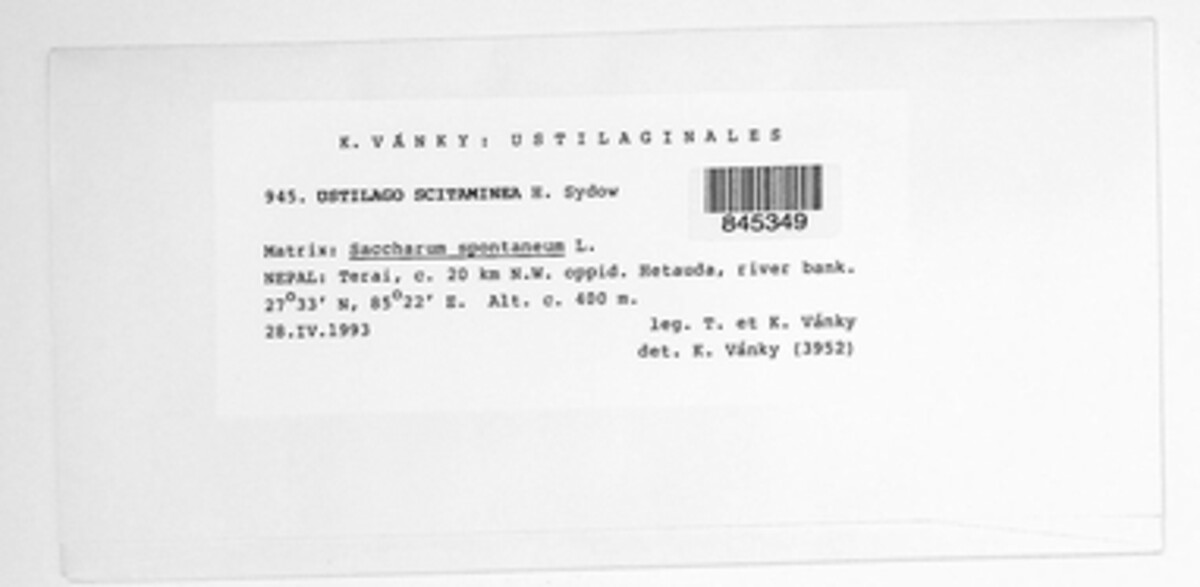 K. VÁNKY: USTILAGINALES
945. USTILAGO SCITAMINEA H. Sydow
845349
Matrix: Saccharum spontaneum L.
NEPAL: Terai, c. 20 km N.W. oppid. Hetauda, river bank.
27°33' N, 85°22' E. Alt. c. 480 m.
28.IV.1993
leg. T. et K. Vánky
det. K. Vánky (3952)